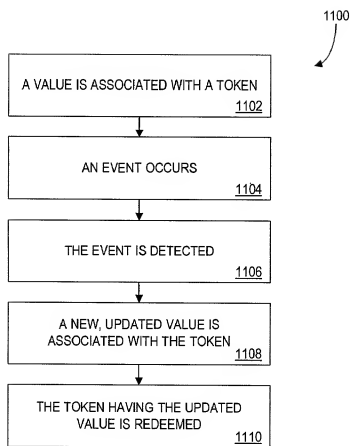 1100
A VALUE IS ASSOCIATED WITH A TOKEN
1102
AN EVENT OCCURS
1104
THE EVENT IS DETECTED
1106
A NEW, UPDATED VALUE IS
ASSOCIATED WITH THE TOKEN
1108
THE TOKEN HAVING THE UPDATED
VALUE IS REDEEMED
1110